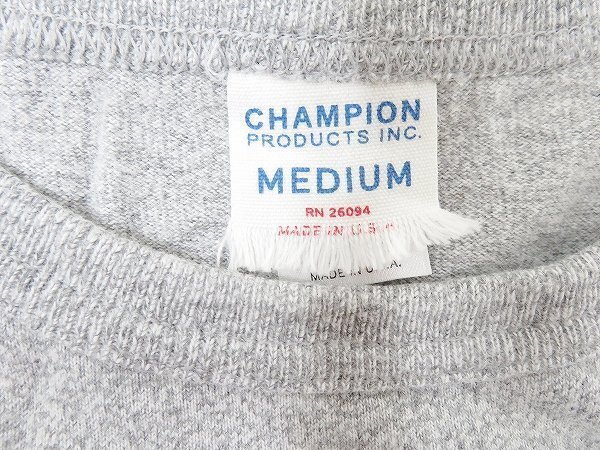 CHAMPION
PRODUCTS INC.
MEDIUM
RN 26094
MADE IN U.S
MADE IN U.S.A.